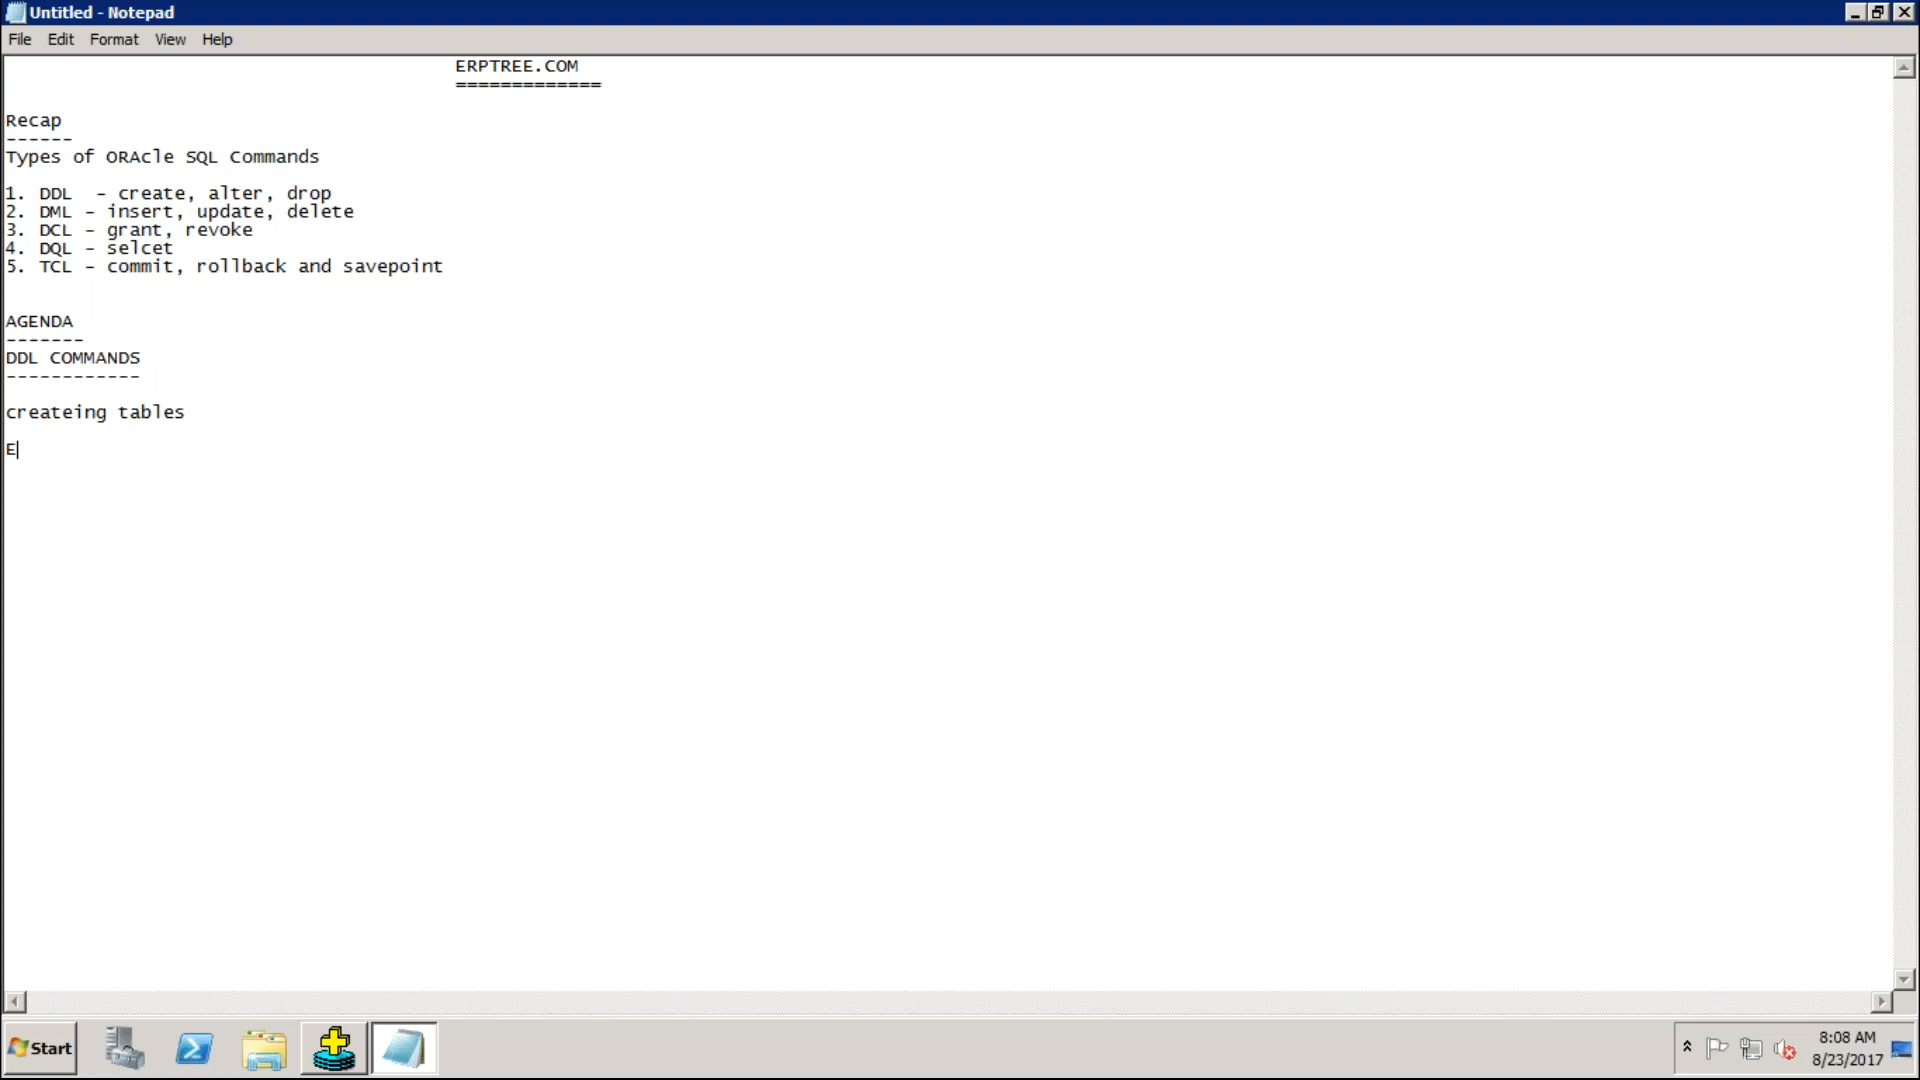 Untitled - Notepad
File Edit Format View Help
ERPTREE.COM
=============
Recap
------
Types of ORAcle SQL Commands
1. DDL  - create, alter, drop
2. DML - insert, update, delete
3. DCL - grant, revoke
4. DQL - selcet
5. TCL - commit, rollback and savepoint
AGENDA
-------
DDL COMMANDS
------------
createing tables
E
Start
8:08 AM
8/23/2017